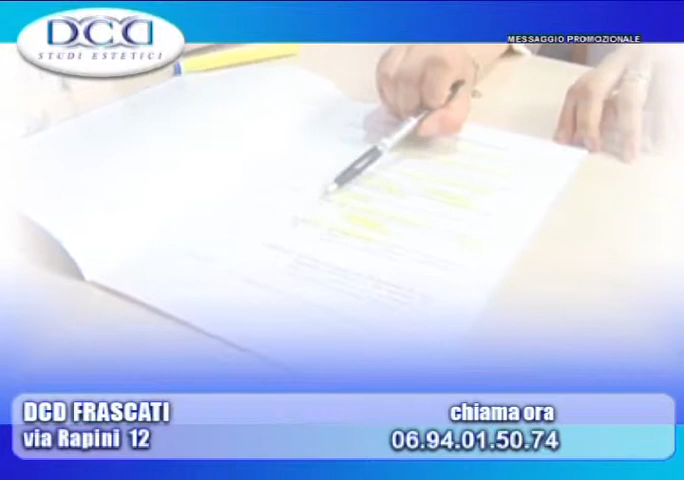 DCD
STUDI ESTETICI
MESSAGGIO PROMOZIONALE
DCD FRASCATI
via Rapini 12
chiama ora
06.94.01.50.74